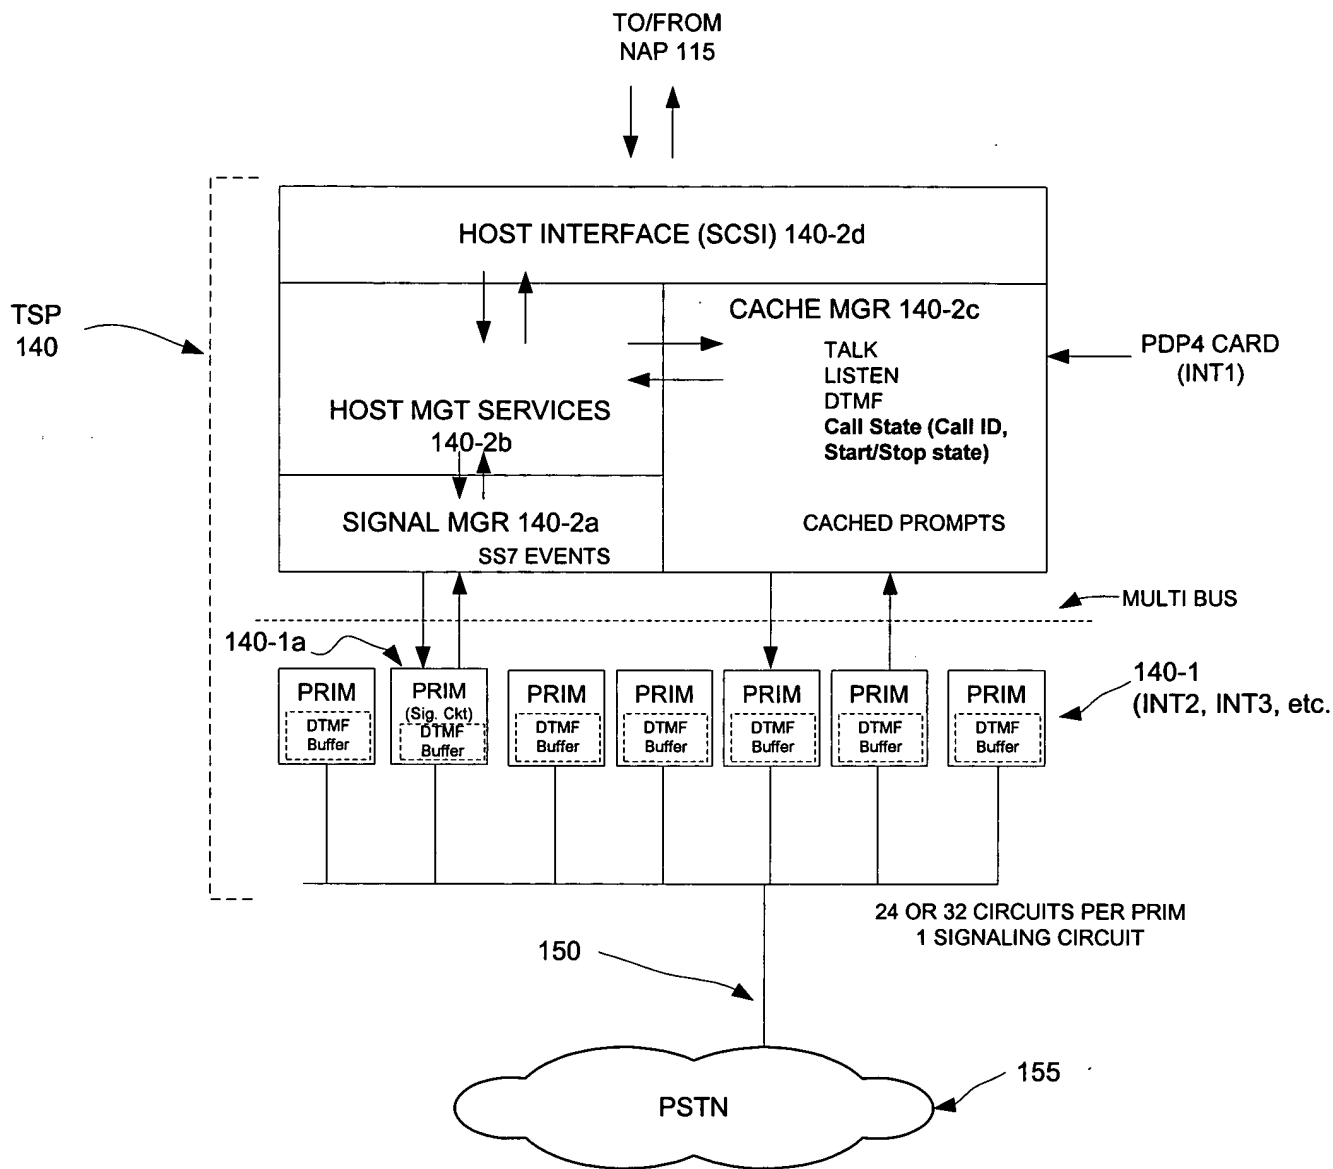 TO/FROM
NAP 115
HOST INTERFACE (SCSI) 140-2d
TSP
140
CACHE MGR 140-2c
TALK
LISTEN
DTMF
Call State (Call ID,
Start/Stop state)
CACHED PROMPTS
PDP4 CARD
(INT1)
HOST MGT SERVICES
140-2b
SIGNAL MGR 140-2a
SS7 EVENTS
MULTI BUS
140-1a
140-1
(INT2, INT3, etc.
PRIM
DTMF
Buffer
PRIM
(Sig. Ckt)
DTMF
Buffer
PRIM
DTMF
Buffer
PRIM
DTMF
Buffer
PRIM
DTMF
Buffer
PRIM
DTMF
Buffer
PRIM
DTMF
Buffer
24 OR 32 CIRCUITS PER PRIM
1 SIGNALING CIRCUIT
150
155
PSTN